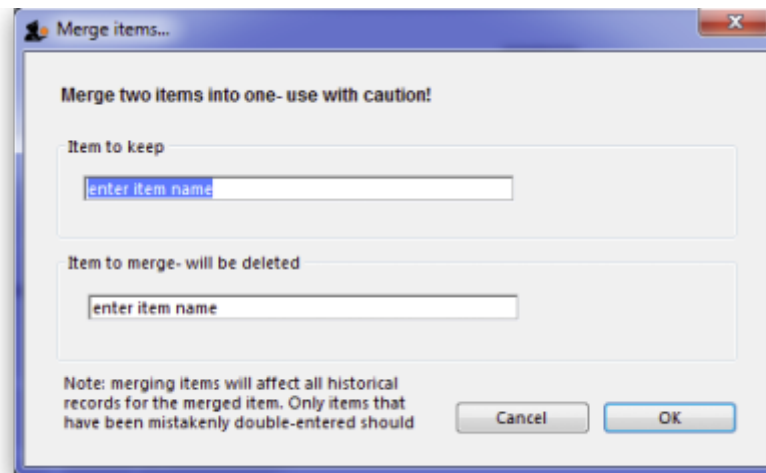 Merge items...
Merge two items into one- use with caution!
Item to keep
enter item name
Item to merge- will be deleted
enter item name
Note: merging items will affect all historical
records for the merged item. Only items that
have been mistakenly double-entered should
Cancel
OK